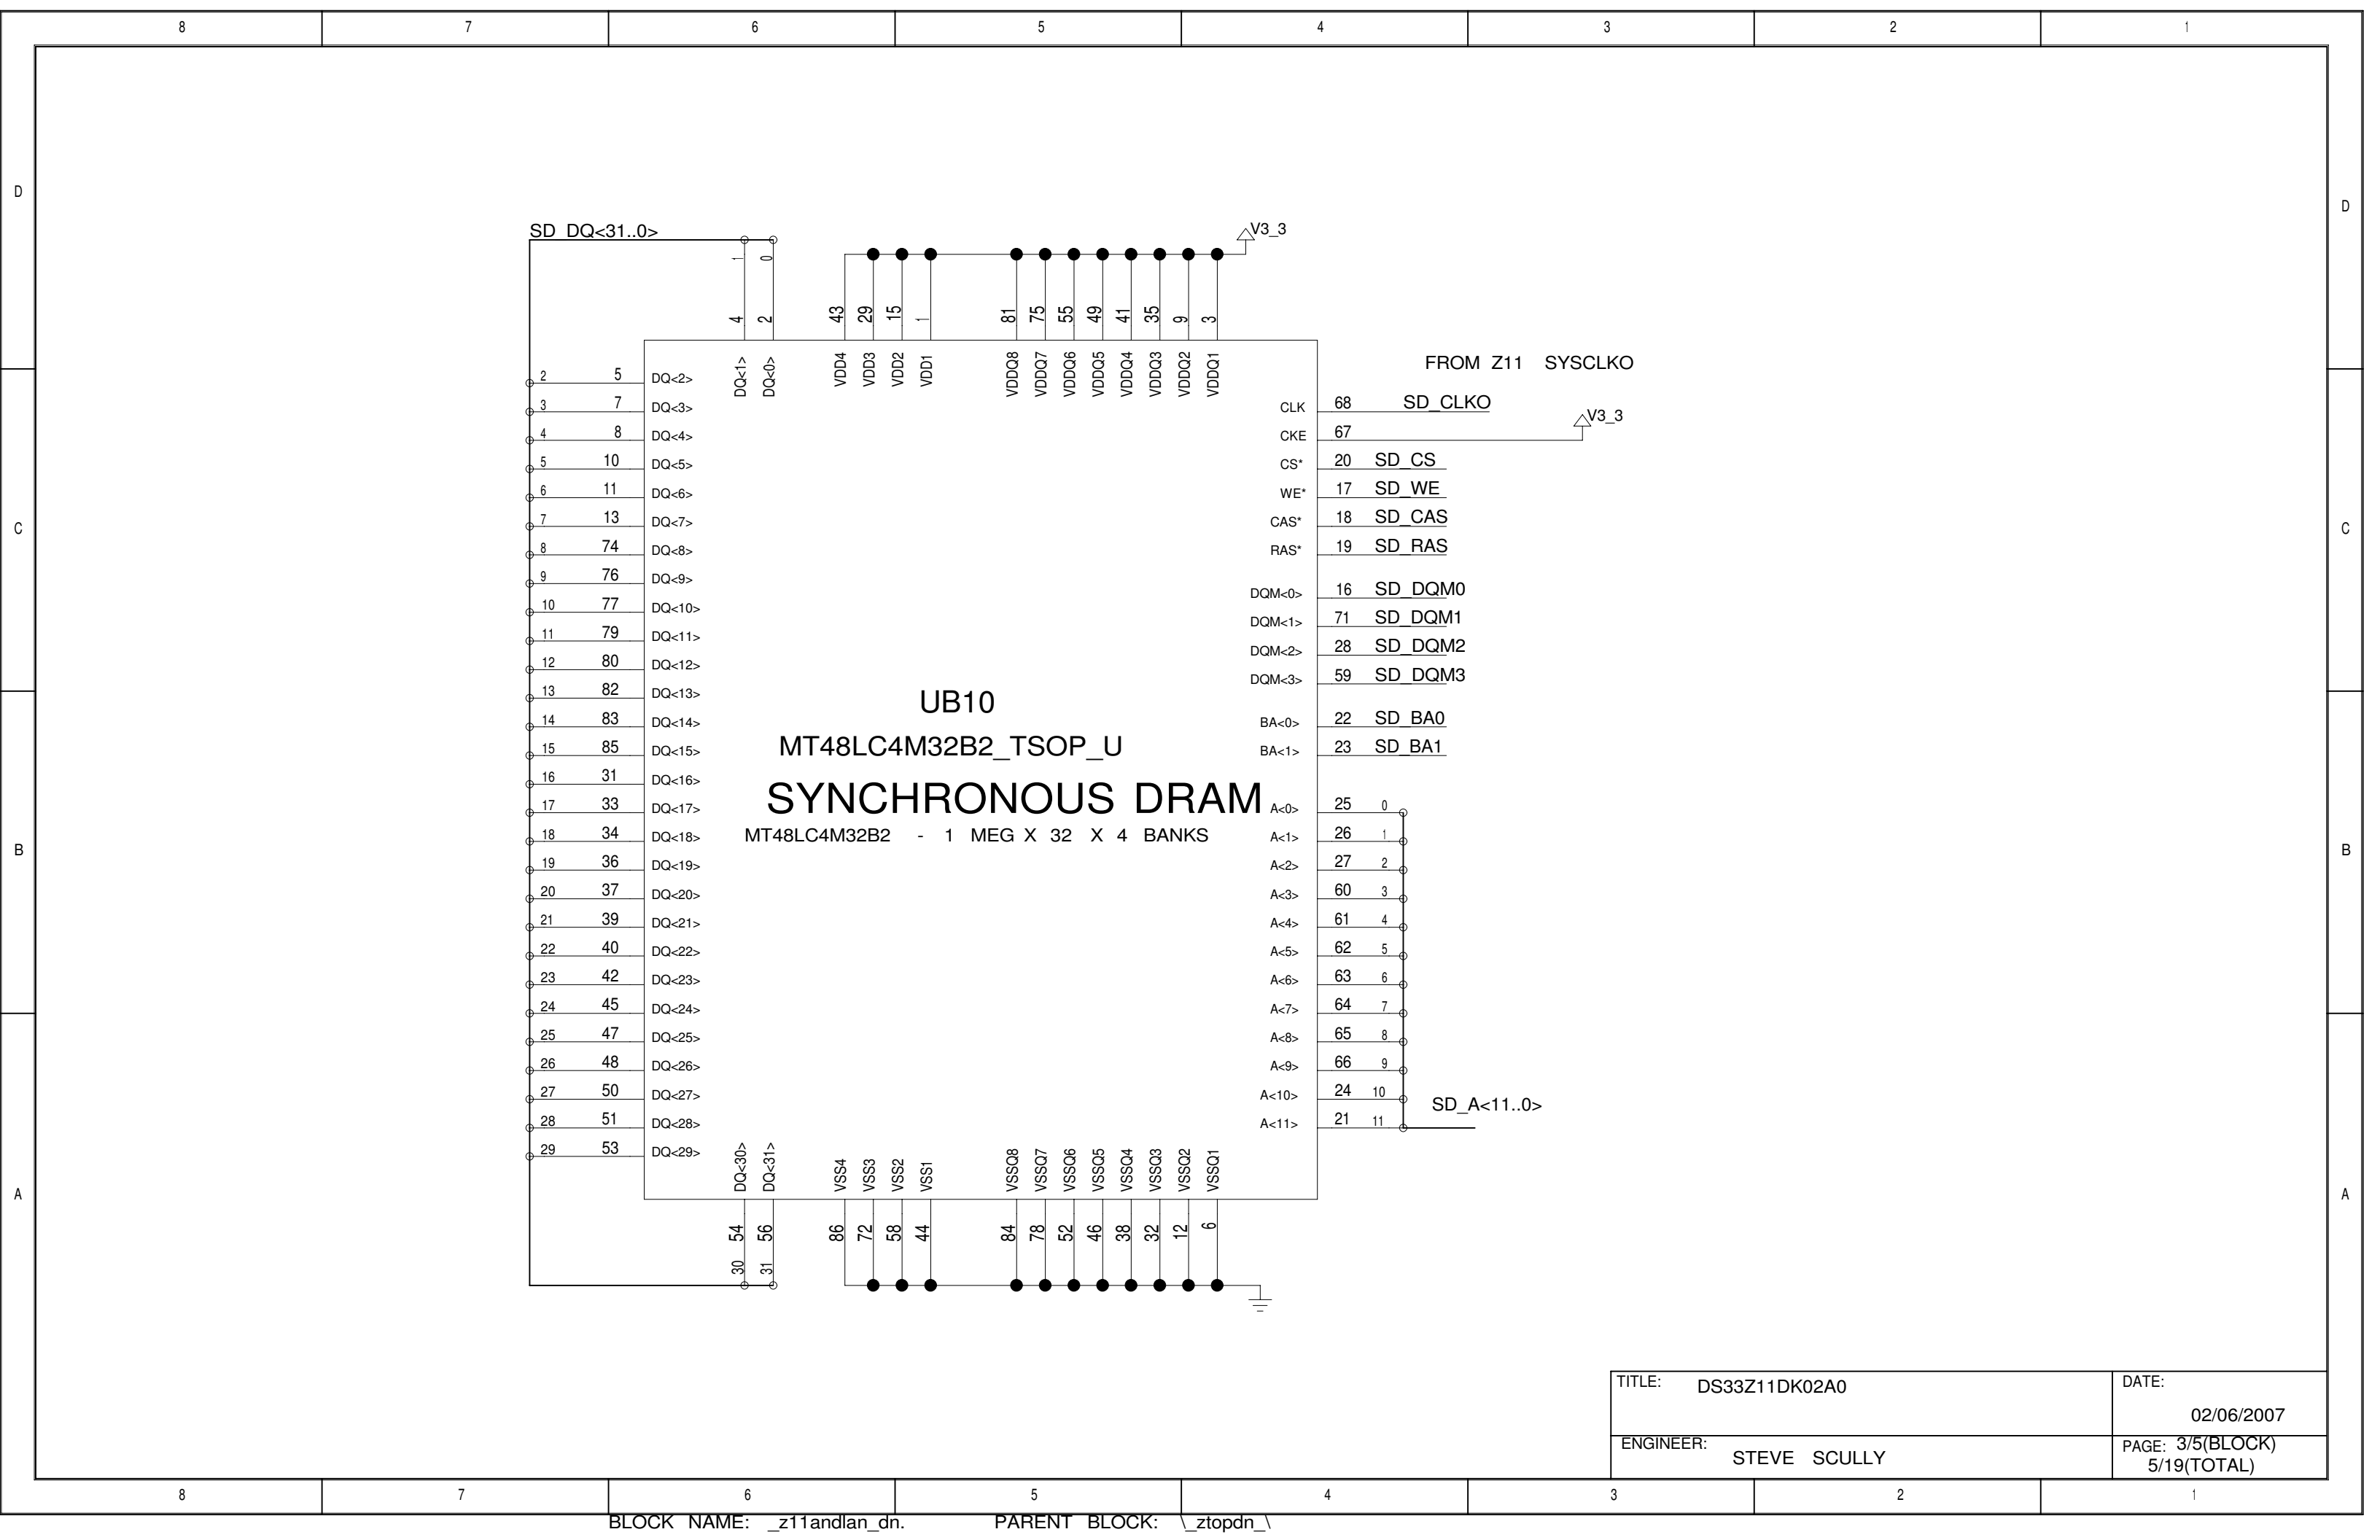 8 7 6 5 4 3 2 1
D
D
SD_DQ<31..0>
V3_3
1 0
4 2 43 29 15 1 81 75 55 49 41 35 9 3
DQ<1> DQ<0> VDD4 VDD3 VDD2 VDD1 VDDQ8 VDDQ7 VDDQ6 VDDQ5 VDDQ4 VDDQ3 VDDQ2 VDDQ1
FROM Z11 SYSCLKO
2 5 DQ<2>
3 7 DQ<3>
CLK 68 SD_CLKO
V3_3
4 8 DQ<4>
CKE 67
5 10 DQ<5>
CS* 20 SD_CS
6 11 DQ<6>
WE* 17 SD_WE
C
7 13 DQ<7>
CAS* 18 SD_CAS
C
8 74 DQ<8>
RAS* 19 SD_RAS
9 76 DQ<9>
DQM<0> 16 SD_DQM0
10 77 DQ<10>
DQM<1> 71 SD_DQM1
11 79 DQ<11>
DQM<2> 28 SD_DQM2
12 80 DQ<12>
DQM<3> 59 SD_DQM3
13 82 DQ<13>
UB10
14 83 DQ<14>
BA<0> 22 SD_BA0
15 85 DQ<15>
MT48LC4M32B2_TSOP_U
BA<1> 23 SD_BA1
16 31 DQ<16>
17 33 DQ<17>
SYNCHRONOUS DRAM
A<0> 25 0
18 34 DQ<18>
MT48LC4M32B2 - 1 MEG X 32 X 4 BANKS
A<1> 26 1
B
B
19 36 DQ<19>
A<2> 27 2
20 37 DQ<20>
A<3> 60 3
21 39 DQ<21>
A<4> 61 4
22 40 DQ<22>
A<5> 62 5
23 42 DQ<23>
A<6> 63 6
24 45 DQ<24>
A<7> 64 7
25 47 DQ<25>
A<8> 65 8
26 48 DQ<26>
A<9> 66 9
27 50 DQ<27>
A<10> 24 10
SD_A<11..0>
28 51 DQ<28>
A<11> 21 11
29 53 DQ<29>
DQ<30> DQ<31> VSS4 VSS3 VSS2 VSS1 VSSQ8 VSSQ7 VSSQ6 VSSQ5 VSSQ4 VSSQ3 VSSQ2 VSSQ1
A
A
54 56 86 72 58 44 84 78 52 46 38 32 12 6
30 31
TITLE: DS33Z11DK02A0
DATE:
02/06/2007
ENGINEER: STEVE SCULLY
PAGE: 3/5(BLOCK)
5/19(TOTAL)
8 7 6 5 4 3 2 1
BLOCK NAME: _z11andlan_dn. PARENT BLOCK: \_ztopdn_\